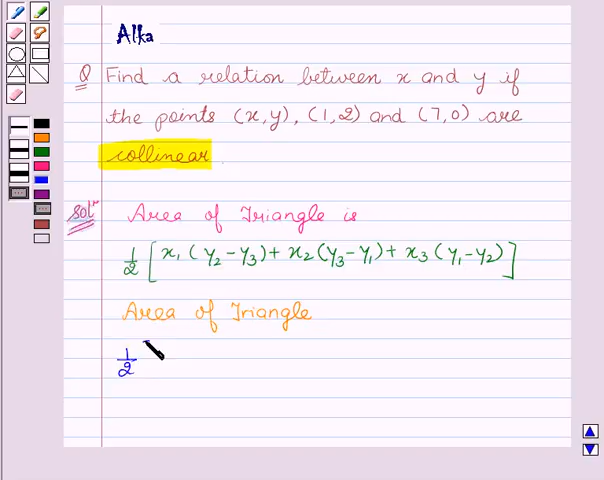 Alka
Q Find a relation between x and y if
the points (x,y), (1,2) and (7,0) are
collinear.
Solⁿ Area of Triangle is
1/2 [x₁(y₂-y₃)+x₂(y₃-y₁)+x₃(y₁-y₂)]
Area of Triangle
1/2